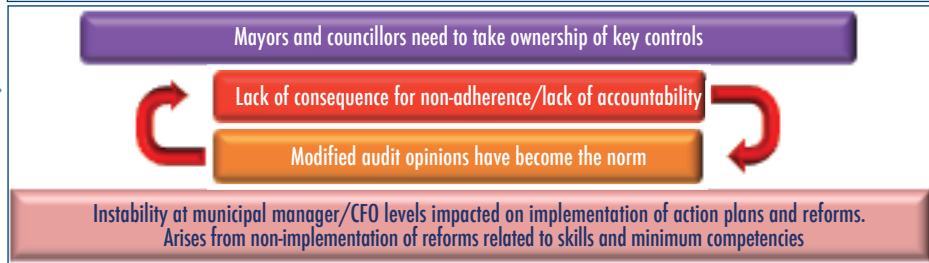 Mayors and councillors need to take ownership of key controls
Lack of consequence for non-adherence/lack of accountability
Modified audit opinions have become the norm
Instability at municipal manager/CFO levels impacted on implementation of action plans and reforms.
Arises from non-implementation of reforms related to skills and minimum competencies